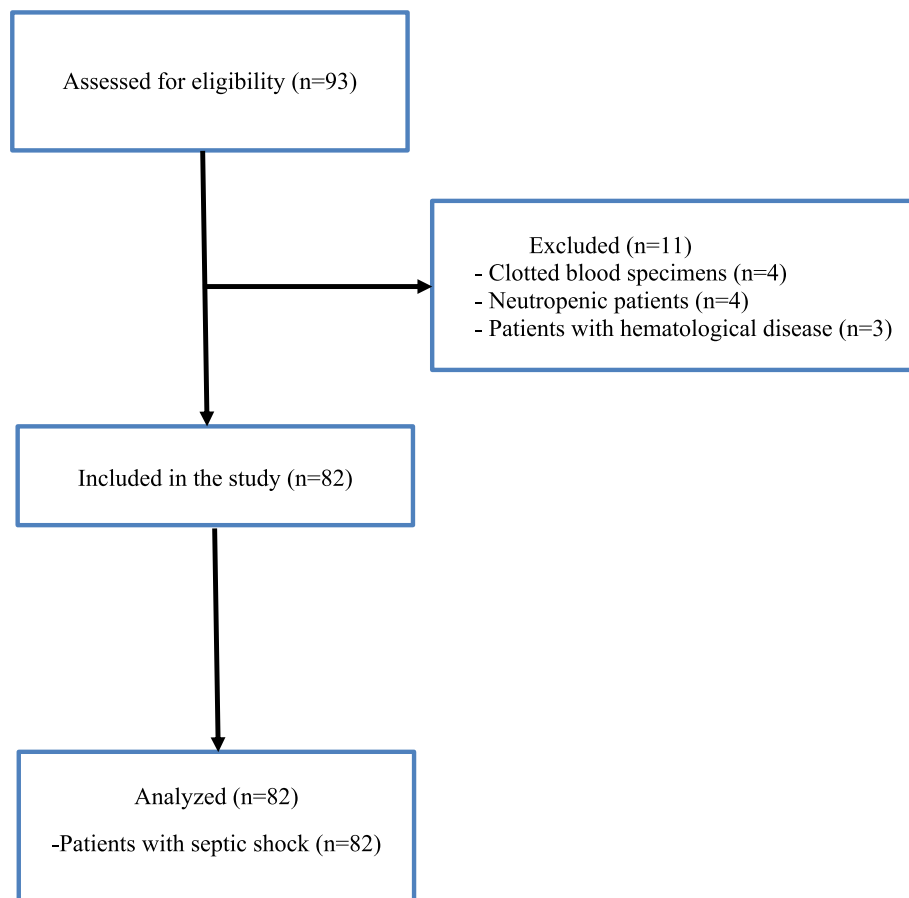 Assessed for eligibility (n=93)
Excluded (n=11)
- Clotted blood specimens (n=4)
- Neutropenic patients (n=4)
- Patients with hematological disease (n=3)
Included in the study (n=82)
Analyzed (n=82)
-Patients with septic shock (n=82)